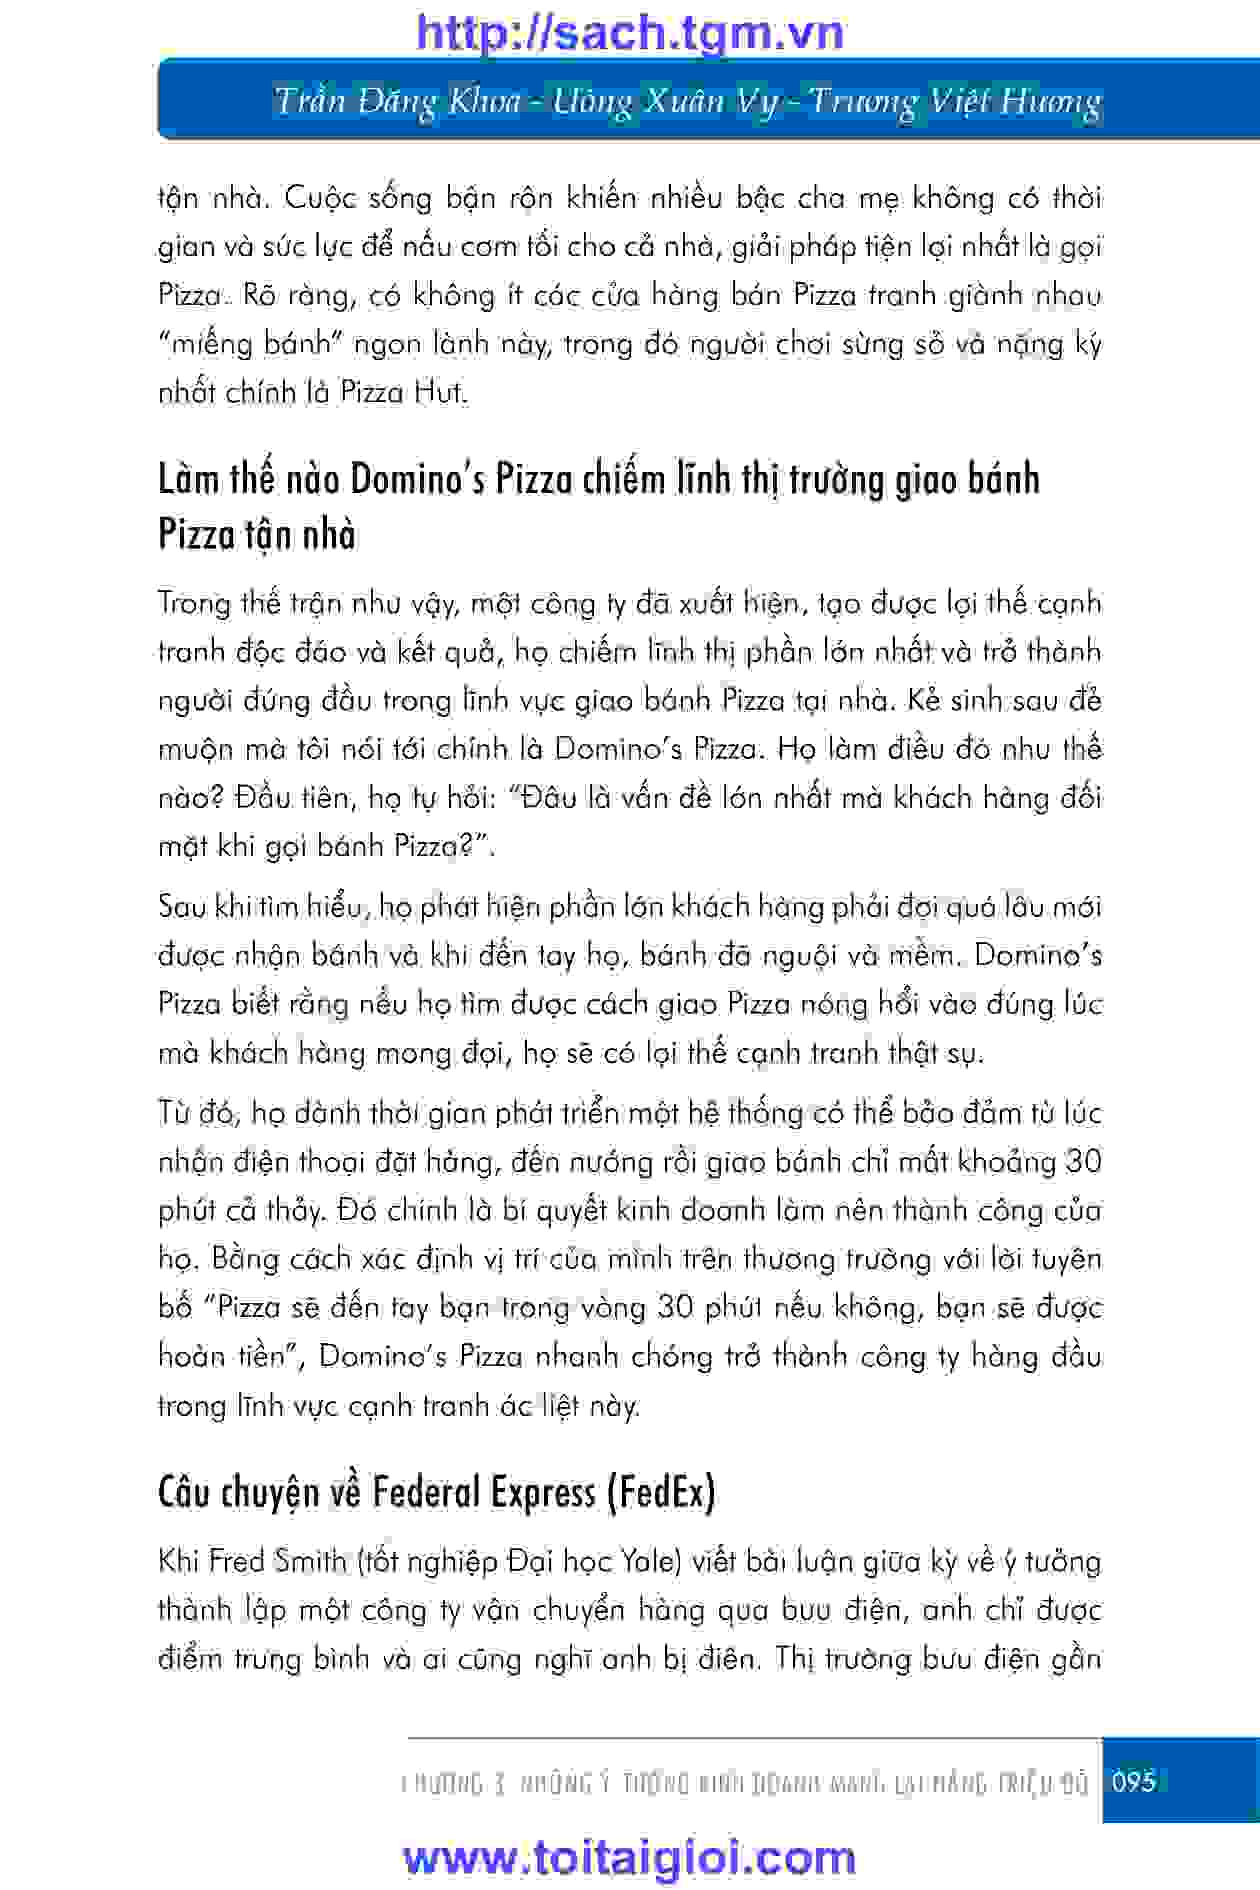 http://sach.tgm.vn
Trần Đăng Khoa - Uông Xuân Vy - Trương Việt Hương
tận nhà. Cuộc sống bận rộn khiến nhiều bậc cha mẹ không có thời
gian và sức lực để nấu cơm tối cho cả nhà, giải pháp tiện lợi nhất là gọi
Pizza. Rõ ràng, có không ít các cửa hàng bán Pizza tranh giành nhau
“miếng bánh” ngon lành này, trong đó người chơi sừng sỏ và nặng ký
nhất chính là Pizza Hut.
Làm thế nào Domino’s Pizza chiếm lĩnh thị trường giao bánh
Pizza tận nhà
Trong thế trận như vậy, một công ty đã xuất hiện, tạo được lợi thế cạnh
tranh độc đáo và kết quả, họ chiếm lĩnh thị phần lớn nhất và trở thành
người đứng đầu trong lĩnh vực giao bánh Pizza tại nhà. Kẻ sinh sau đẻ
muộn mà tôi nói tới chính là Domino’s Pizza. Họ làm điều đó như thế
nào? Đầu tiên, họ tự hỏi: “Đâu là vấn đề lớn nhất mà khách hàng đối
mặt khi gọi bánh Pizza?”.
Sau khi tìm hiểu, họ phát hiện phần lớn khách hàng phải đợi quá lâu mới
được nhận bánh và khi đến tay họ, bánh đã nguội và mềm. Domino’s
Pizza biết rằng nếu họ tìm được cách giao Pizza nóng hổi vào đúng lúc
mà khách hàng mong đợi, họ sẽ có lợi thế cạnh tranh thật sự.
Từ đó, họ dành thời gian phát triển một hệ thống có thể bảo đảm từ lúc
nhận điện thoại đặt hàng, đến nướng rồi giao bánh chỉ mất khoảng 30
phút cả thảy. Đó chính là bí quyết kinh doanh làm nên thành công của
họ. Bằng cách xác định vị trí của mình trên thương trường với lời tuyên
bố “Pizza sẽ đến tay bạn trong vòng 30 phút nếu không, bạn sẽ được
hoàn tiền”, Domino’s Pizza nhanh chóng trở thành công ty hàng đầu
trong lĩnh vực cạnh tranh ác liệt này.
Câu chuyện về Federal Express (FedEx)
Khi Fred Smith (tốt nghiệp Đại học Yale) viết bài luận giữa kỳ về ý tưởng
thành lập một công ty vận chuyển hàng qua bưu điện, anh chỉ được
điểm trung bình và ai cũng nghĩ anh bị điên. Thị trường bưu điện gần
CHƯƠNG 3. NHỮNG Ý TƯỞNG KINH DOANH MANG LẠI HÀNG TRIỆU ĐÔ 095
www.toitaigioi.com